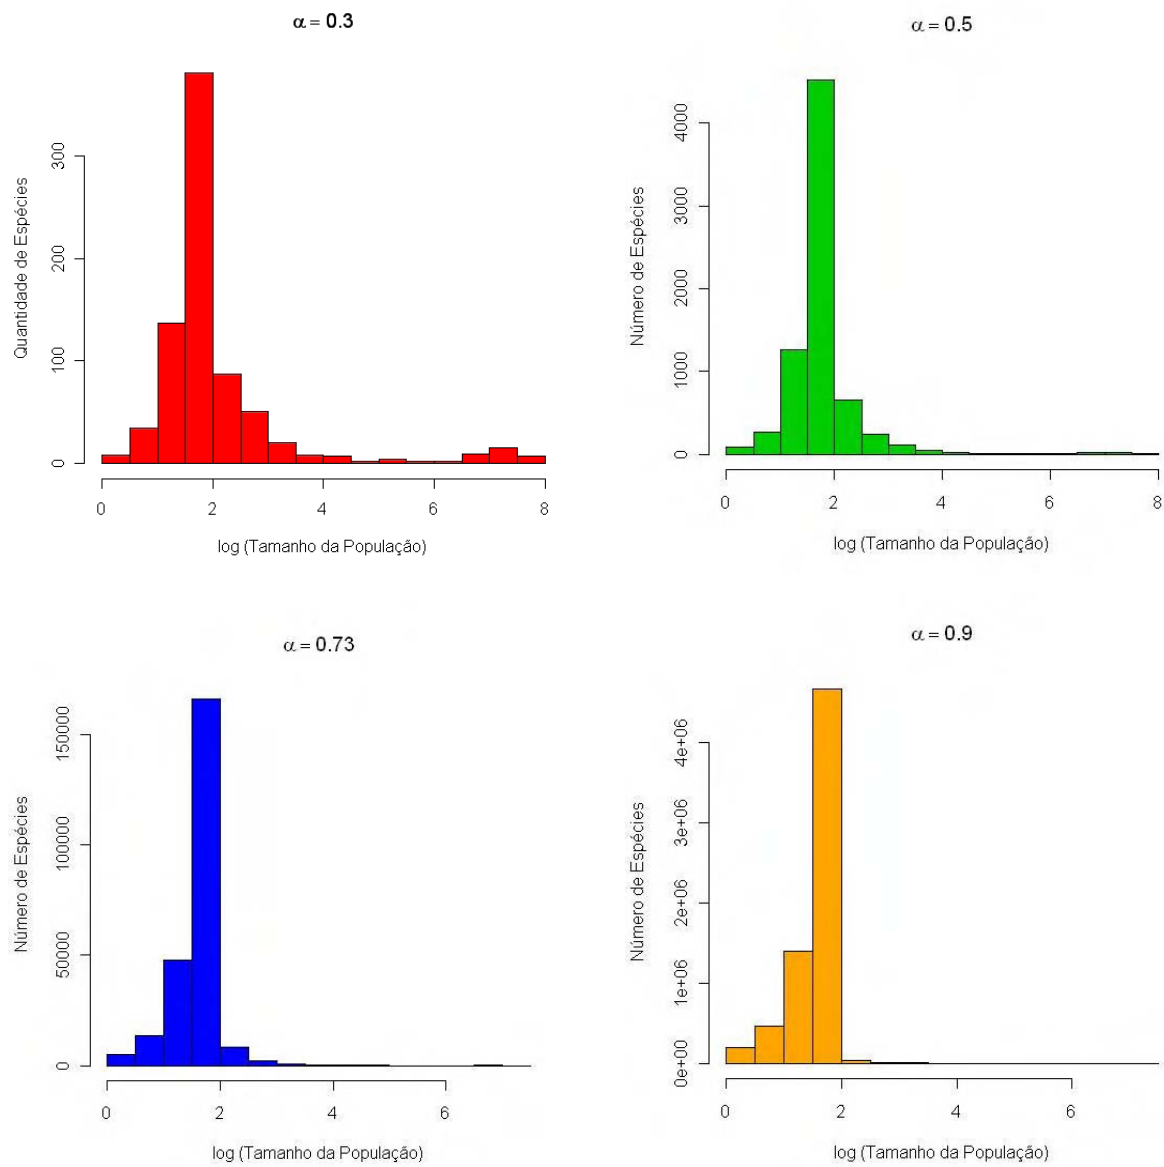 α = 0.3
Quantidade de Espécies
0
100
200
300
0 2 4 6 8
log (Tamanho da População)
α = 0.5
Número de Espécies
0
1000
2000
3000
4000
0 2 4 6 8
log (Tamanho da População)
α = 0.73
Número de Espécies
0
50000
100000
150000
0 2 4 6
log (Tamanho da População)
α = 0.9
Número de Espécies
0e+00
1e+06
2e+06
3e+06
4e+06
0 2 4 6
log (Tamanho da População)